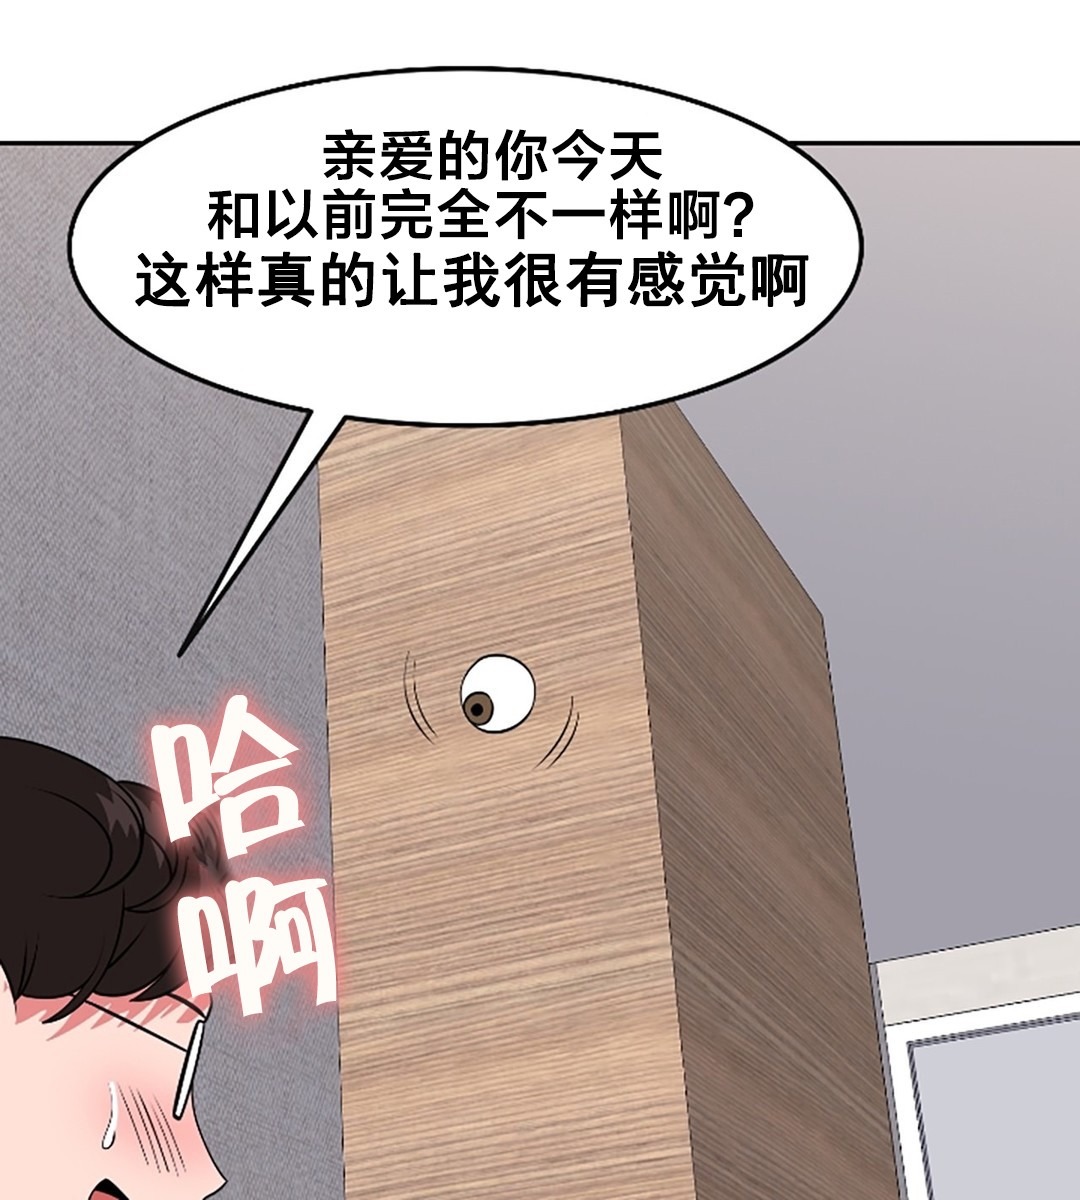 亲爱的你今天
和以前完全不一样啊?
这样真的让我很有感觉啊
哈
啊